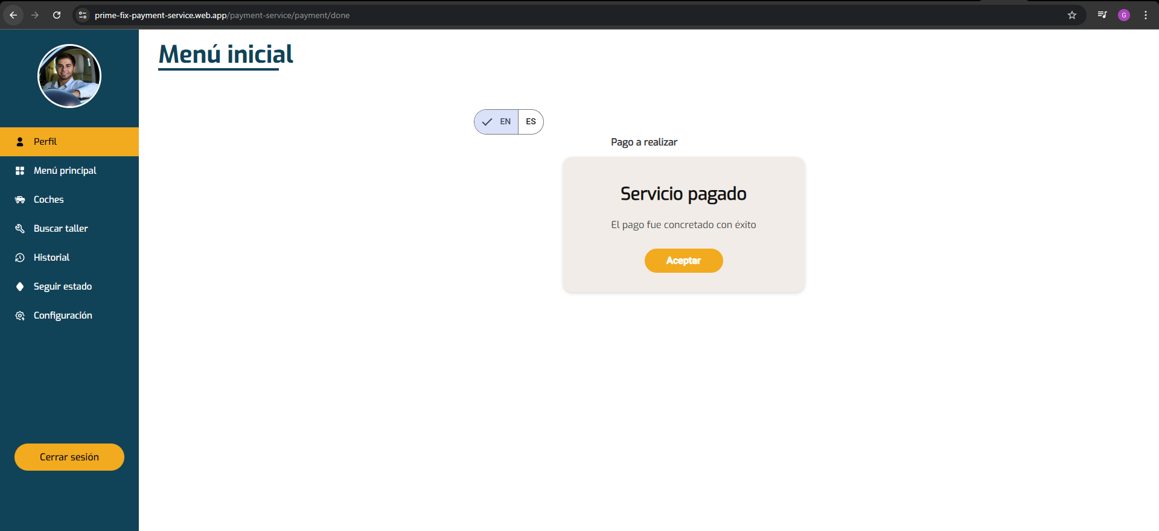 prime-fix-payment-service.web.app/payment-service/payment/done
G
Menú inicial
EN
ES
Pago a realizar
Servicio pagado
El pago fue concretado con éxito
Aceptar
Perfil
Menú principal
Coches
Buscar taller
Historial
Seguir estado
Configuración
Cerrar sesión